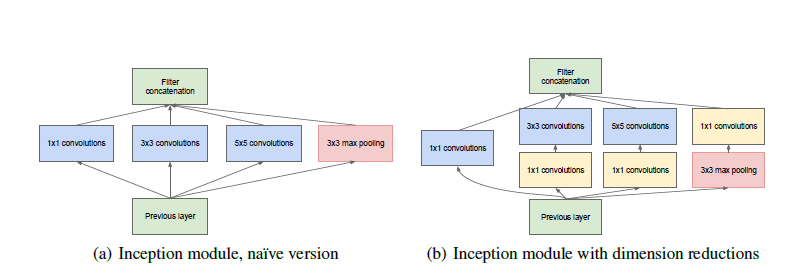 Filter
concatenation
1x1 convolutions
3x3 convolutions
5x5 convolutions
3x3 max pooling
Previous layer
(a) Inception module, naïve version
Filter
concatenation
3x3 convolutions
5x5 convolutions
1x1 convolutions
1x1 convolutions
1x1 convolutions
1x1 convolutions
3x3 max pooling
Previous layer
(b) Inception module with dimension reductions